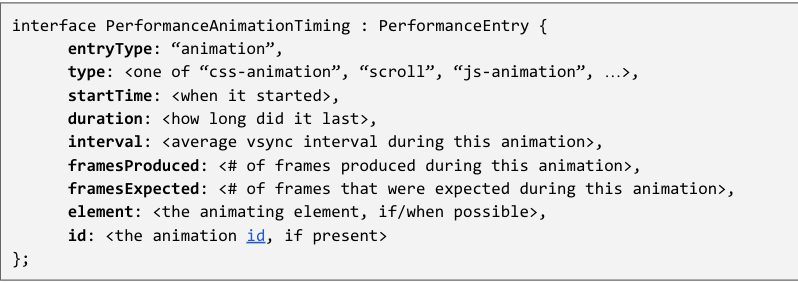 interface PerformanceAnimationTiming : PerformanceEntry {
entryType: “animation”,
type: <one of “css-animation”, “scroll”, “js-animation”, …>,
startTime: <when it started>,
duration: <how long did it last>,
interval: <average vsync interval during this animation>,
framesProduced: <# of frames produced during this animation>,
framesExpected: <# of frames that were expected during this animation>,
element: <the animating element, if/when possible>,
id: <the animation id, if present>
};